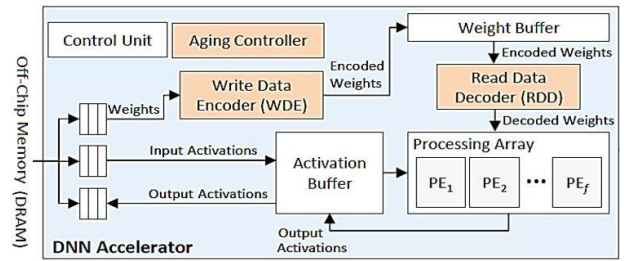 Off-Chip Memory (DRAM)
Control Unit
Aging Controller
Weight Buffer
Encoded
Weights
Encoded Weights
Write Data
Encoder (WDE)
Read Data
Decoder (RDD)
Weights
Decoded Weights
Input Activations
Activation
Buffer
Processing Array
PE1
PE2
•••
PEf
Output Activations
Output
Activations
DNN Accelerator